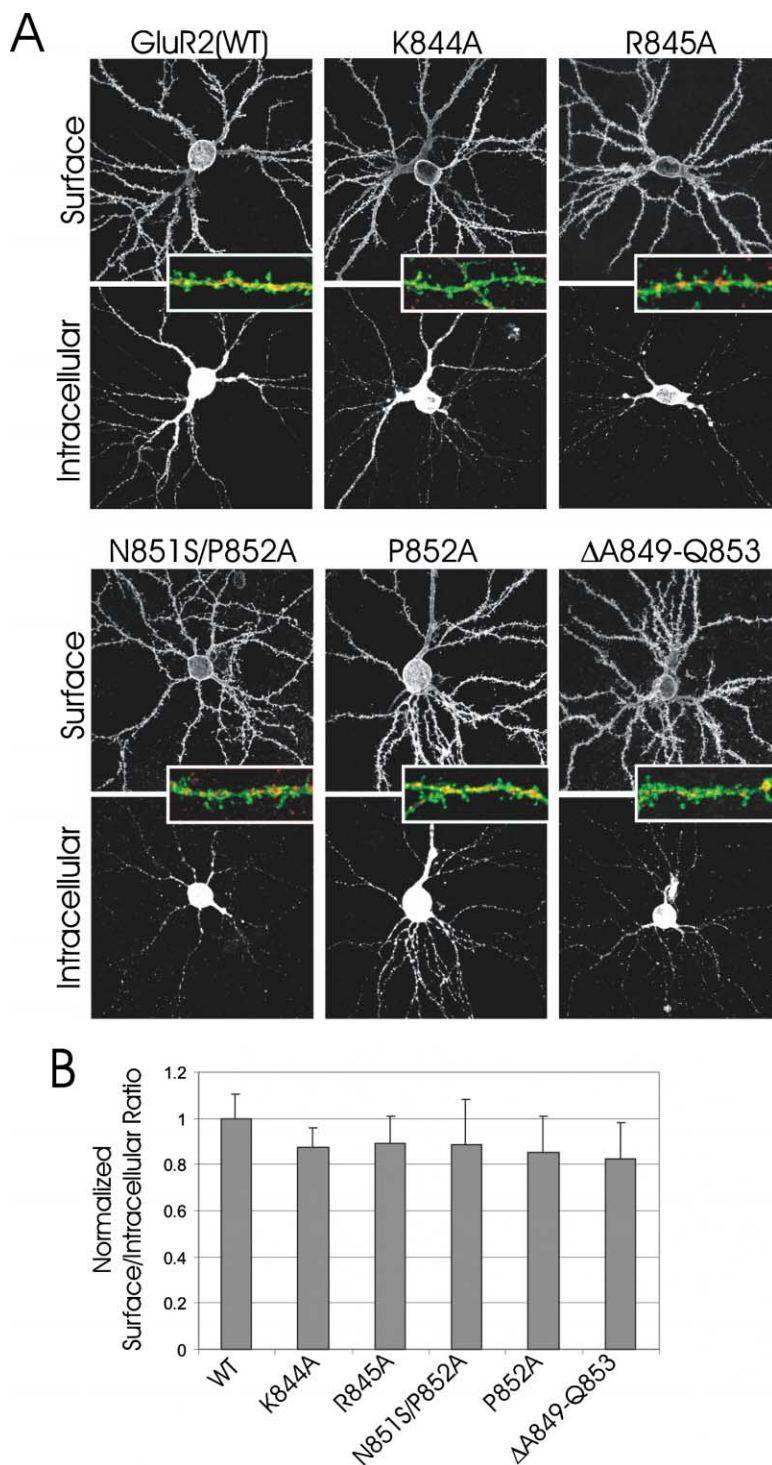 A
GluR2(WT) K844A R845A
Surface
Intracellular
N851S/P852A P852A ΔA849-Q853
Surface
Intracellular
B
Normalized
Surface/Intracellular Ratio
1.2
1
0.8
0.6
0.4
0.2
0
WT K844A R845A N851S/P852A P852A ΔA849-Q853